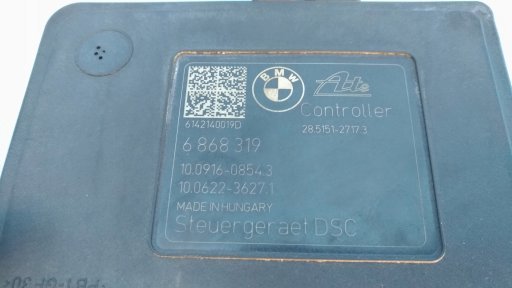 BMW Ate
Controller
6142140019D 28.5151-2717.3
6 868 319
10.0916-0854.3
10.0622-3627.1
MADE IN HUNGARY
Steuergeraet DSC